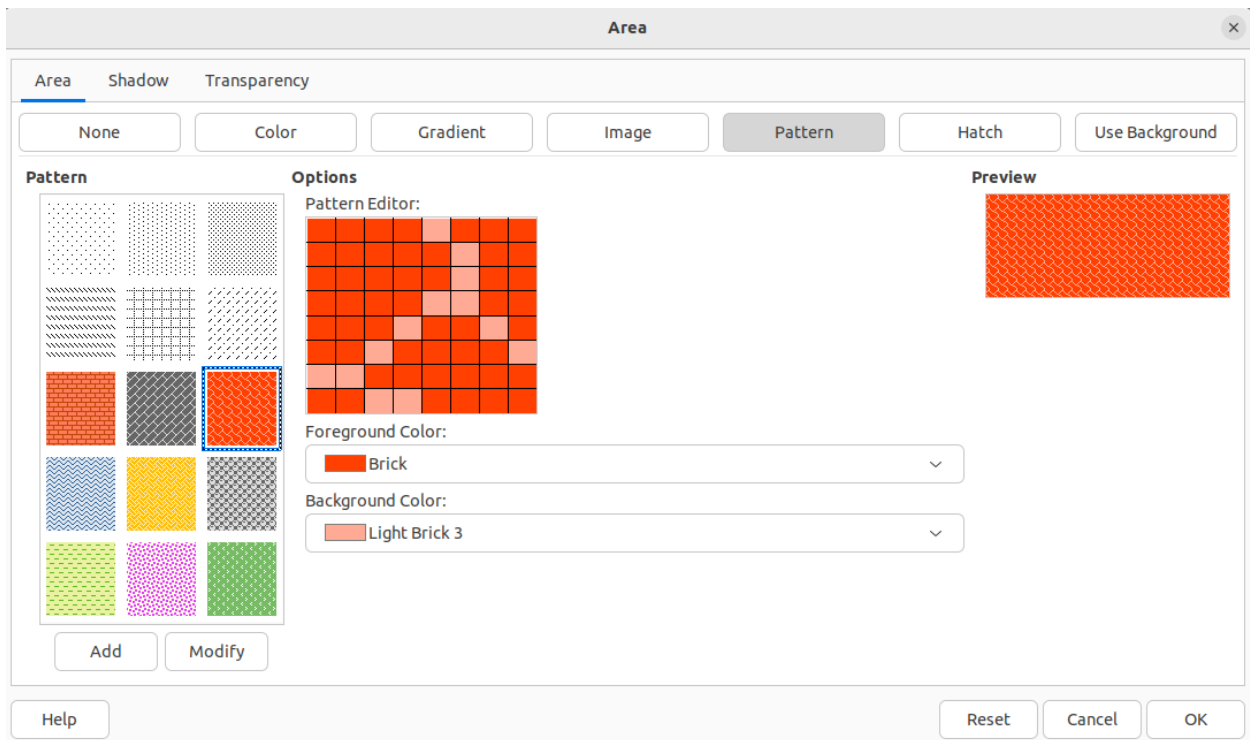 Area
Area Shadow Transparency
None Color Gradient Image Pattern Hatch Use Background
Pattern Options Preview
Pattern Editor:
Foreground Color:
Brick
Background Color:
Light Brick 3
Add Modify
Help Reset Cancel OK